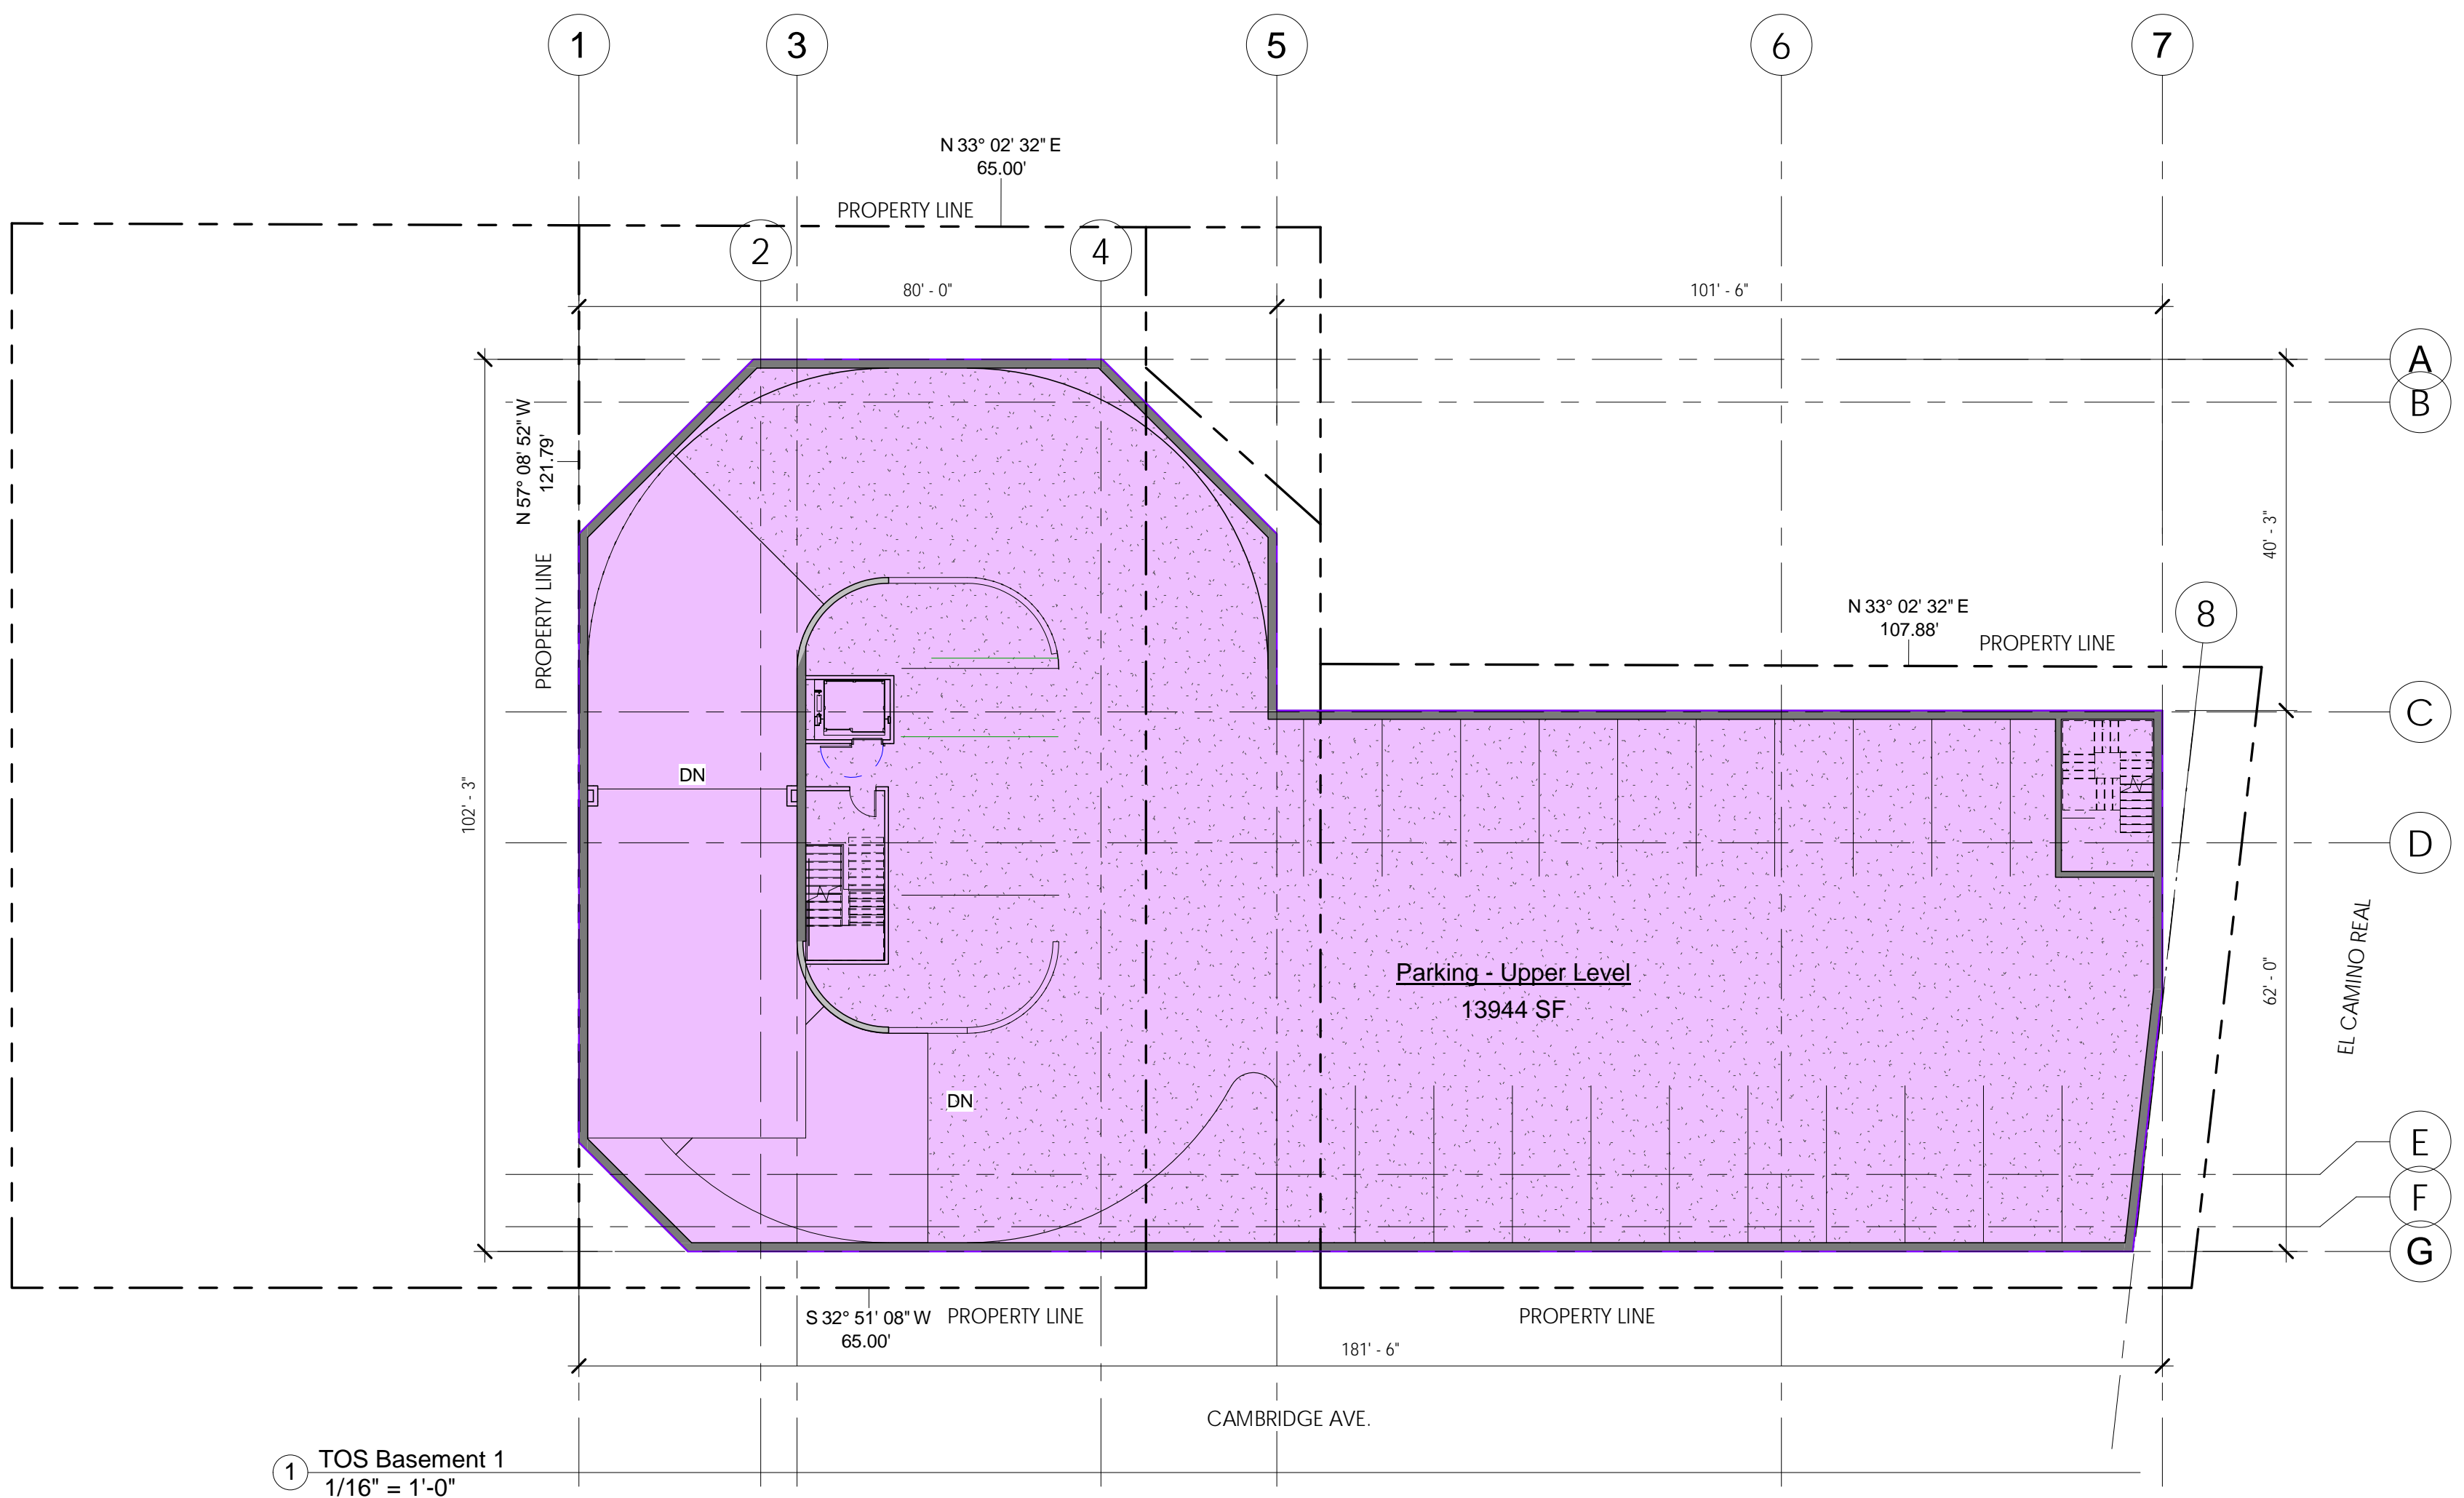 1
3
5
6
7
N 33° 02' 32" E
65.00'
PROPERTY LINE
2
4
80' - 0"
101' - 6"
A
B
N 57° 08' 52" W
121.79'
PROPERTY LINE
40' - 3"
N 33° 02' 32" E
107.88'
PROPERTY LINE
8
C
DN
102' - 3"
D
Parking - Upper Level
13944 SF
62' - 0"
EL CAMINO REAL
DN
E
F
G
S 32° 51' 08" W
65.00'
PROPERTY LINE
PROPERTY LINE
181' - 6"
CAMBRIDGE AVE.
1
TOS Basement 1
1/16" = 1'-0"